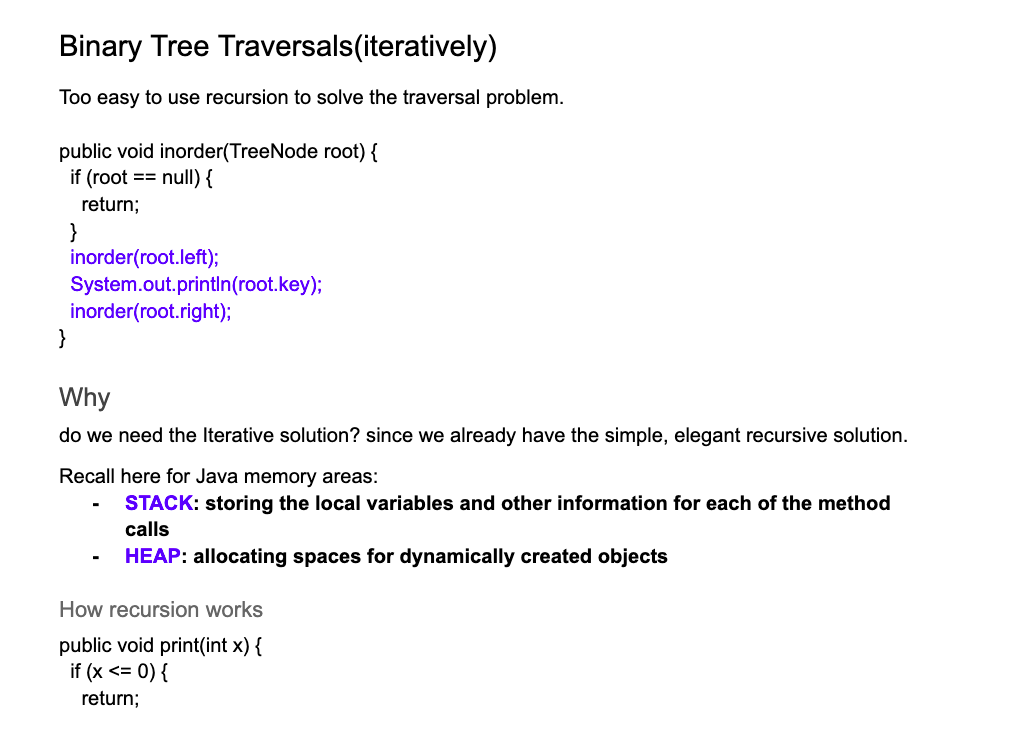 Binary Tree Traversals(iteratively)
Too easy to use recursion to solve the traversal problem.
public void inorder(TreeNode root) {
if (root == null) {
return;
}
inorder(root.left);
System.out.println(root.key);
inorder(root.right);
}
Why
do we need the Iterative solution? since we already have the simple, elegant recursive solution.
Recall here for Java memory areas:
- STACK: storing the local variables and other information for each of the method
calls
- HEAP: allocating spaces for dynamically created objects
How recursion works
public void print(int x) {
if (x <= 0) {
return;